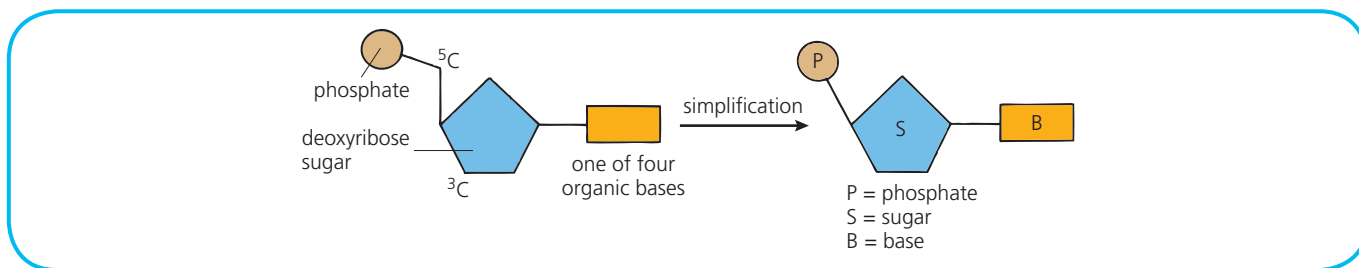 ⁵C
phosphate
deoxyribose
sugar
³C
one of four
organic bases
simplification
P
S
B
P = phosphate
S = sugar
B = base